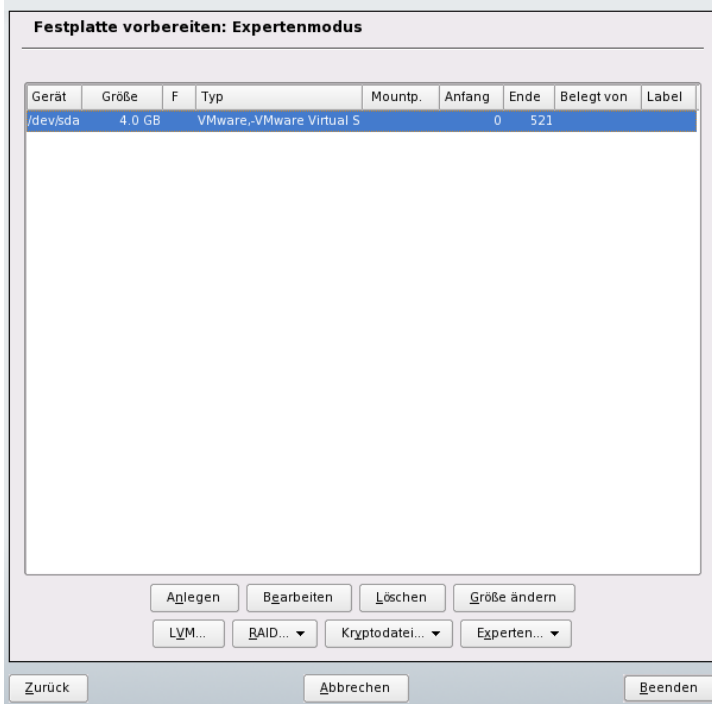 Festplatte vorbereiten: Expertenmodus
Gerät Größe F Typ Mountp. Anfang Ende Belegt von Label
/dev/sda 4.0 GB VMware,-VMware Virtual S 0 521
Anlegen Bearbeiten Löschen Größe ändern
LVM... RAID... Kryptodatei... Experten...
Zurück Abbrechen Beenden